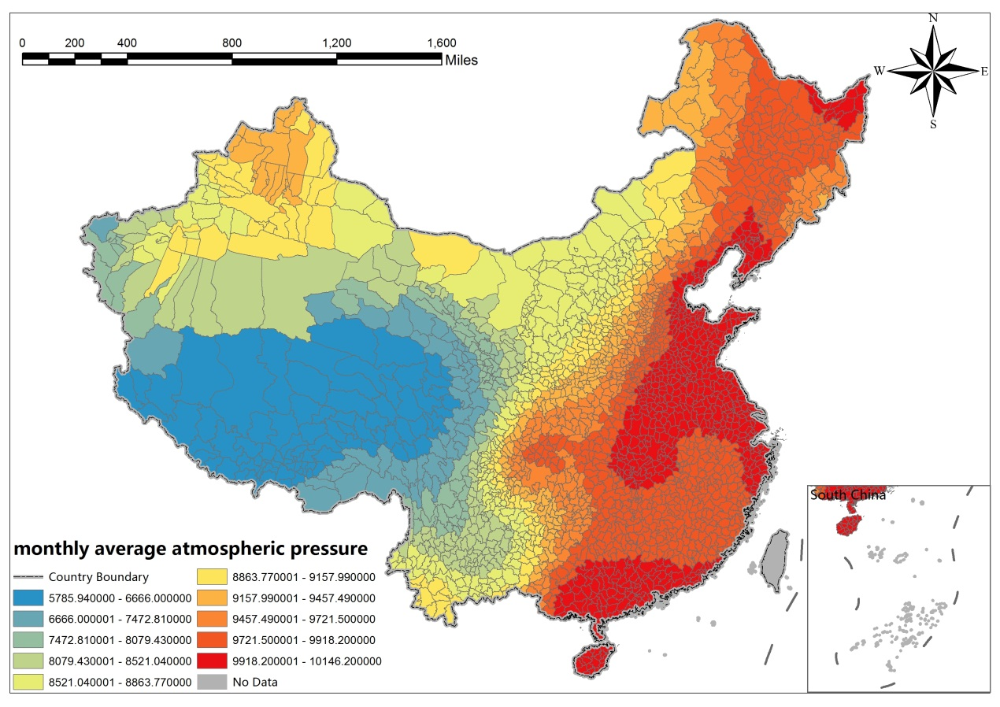 0 200 400 800 1,200 1,600
Miles
N
W E
S
South China
monthly average atmospheric pressure
Country Boundary
5785.940000 - 6666.000000
6666.000001 - 7472.810000
7472.810001 - 8079.430000
8079.430001 - 8521.040000
8521.040001 - 8863.770000
8863.770001 - 9157.990000
9157.990001 - 9457.490000
9457.490001 - 9721.500000
9721.500001 - 9918.200000
9918.200001 - 10146.200000
No Data